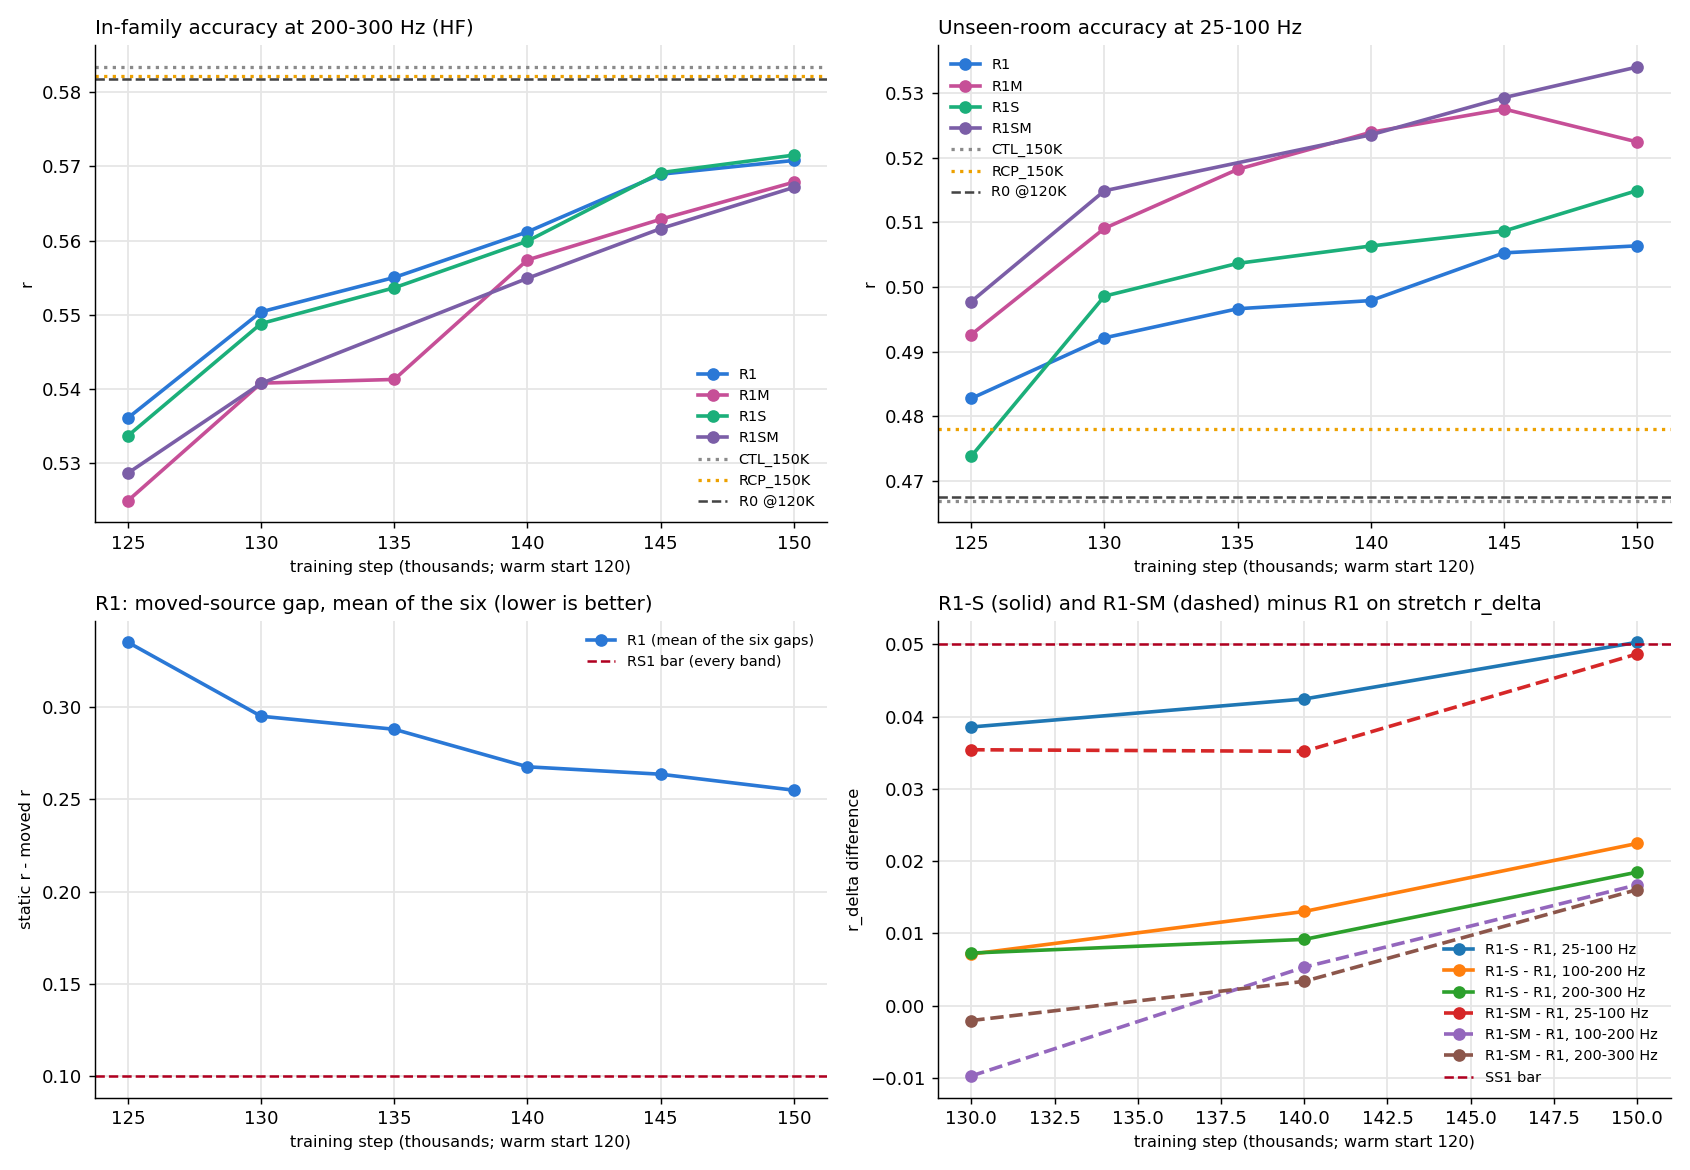 In-family accuracy at 200-300 Hz (HF)
r
0.58
0.57
0.56
0.55
0.54
0.53
R1
R1M
R1S
R1SM
CTL_150K
RCP_150K
R0 @120K
125 130 135 140 145 150
training step (thousands; warm start 120)
Unseen-room accuracy at 25-100 Hz
r
0.53
0.52
0.51
0.50
0.49
0.48
0.47
R1
R1M
R1S
R1SM
CTL_150K
RCP_150K
R0 @120K
125 130 135 140 145 150
training step (thousands; warm start 120)
R1: moved-source gap, mean of the six (lower is better)
static r - moved r
0.30
0.25
0.20
0.15
0.10
R1 (mean of the six gaps)
RS1 bar (every band)
125 130 135 140 145 150
training step (thousands; warm start 120)
R1-S (solid) and R1-SM (dashed) minus R1 on stretch r_delta
r_delta difference
0.05
0.04
0.03
0.02
0.01
0.00
−0.01
R1-S - R1, 25-100 Hz
R1-S - R1, 100-200 Hz
R1-S - R1, 200-300 Hz
R1-SM - R1, 25-100 Hz
R1-SM - R1, 100-200 Hz
R1-SM - R1, 200-300 Hz
SS1 bar
130.0 132.5 135.0 137.5 140.0 142.5 145.0 147.5 150.0
training step (thousands; warm start 120)